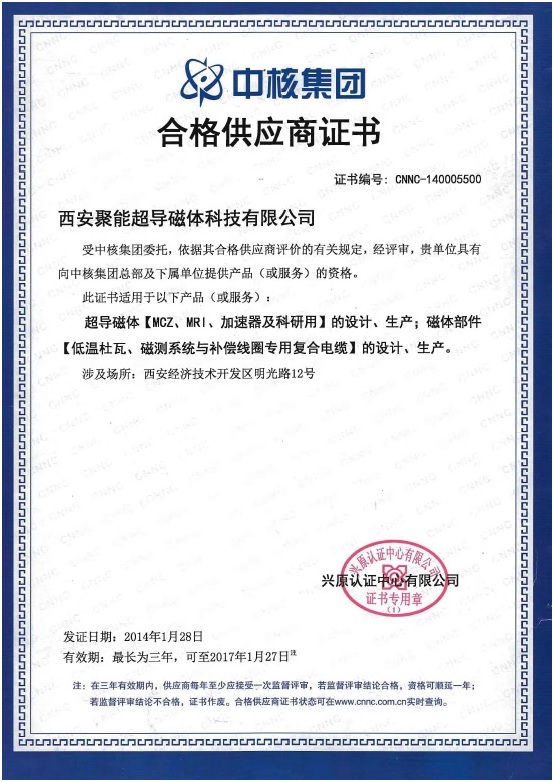 中核集团
合格供应商证书
证书编号: CNNC-140005500
西安聚能超导磁体科技有限公司
受中核集团委托，依据其合格供应商评价的有关规定，经评审，贵单位具有
向中核集团总部及下属单位提供产品（或服务）的资格。
此证书适用于以下产品（或服务）:
超导磁体【MCZ、MRI、加速器及科研用】的设计、生产；磁体部件
【低温杜瓦、磁测系统与补偿线圈专用复合电缆】的设计、生产。
涉及场所：西安经济技术开发区明光路12号
兴原认证中心有限公司
兴原认证中心有限公司
证书专用章
(1)
发证日期：2014年1月28日
有效期：最长为三年，可至2017年1月27日注
注：在三年有效期内，供应商每年至少应接受一次监督评审，若监督评审结论合格，资格可顺延一年；
若监督评审结论不合格，证书作废。合格供应商证书状态可在www.cnnc.com.cn实时查询。